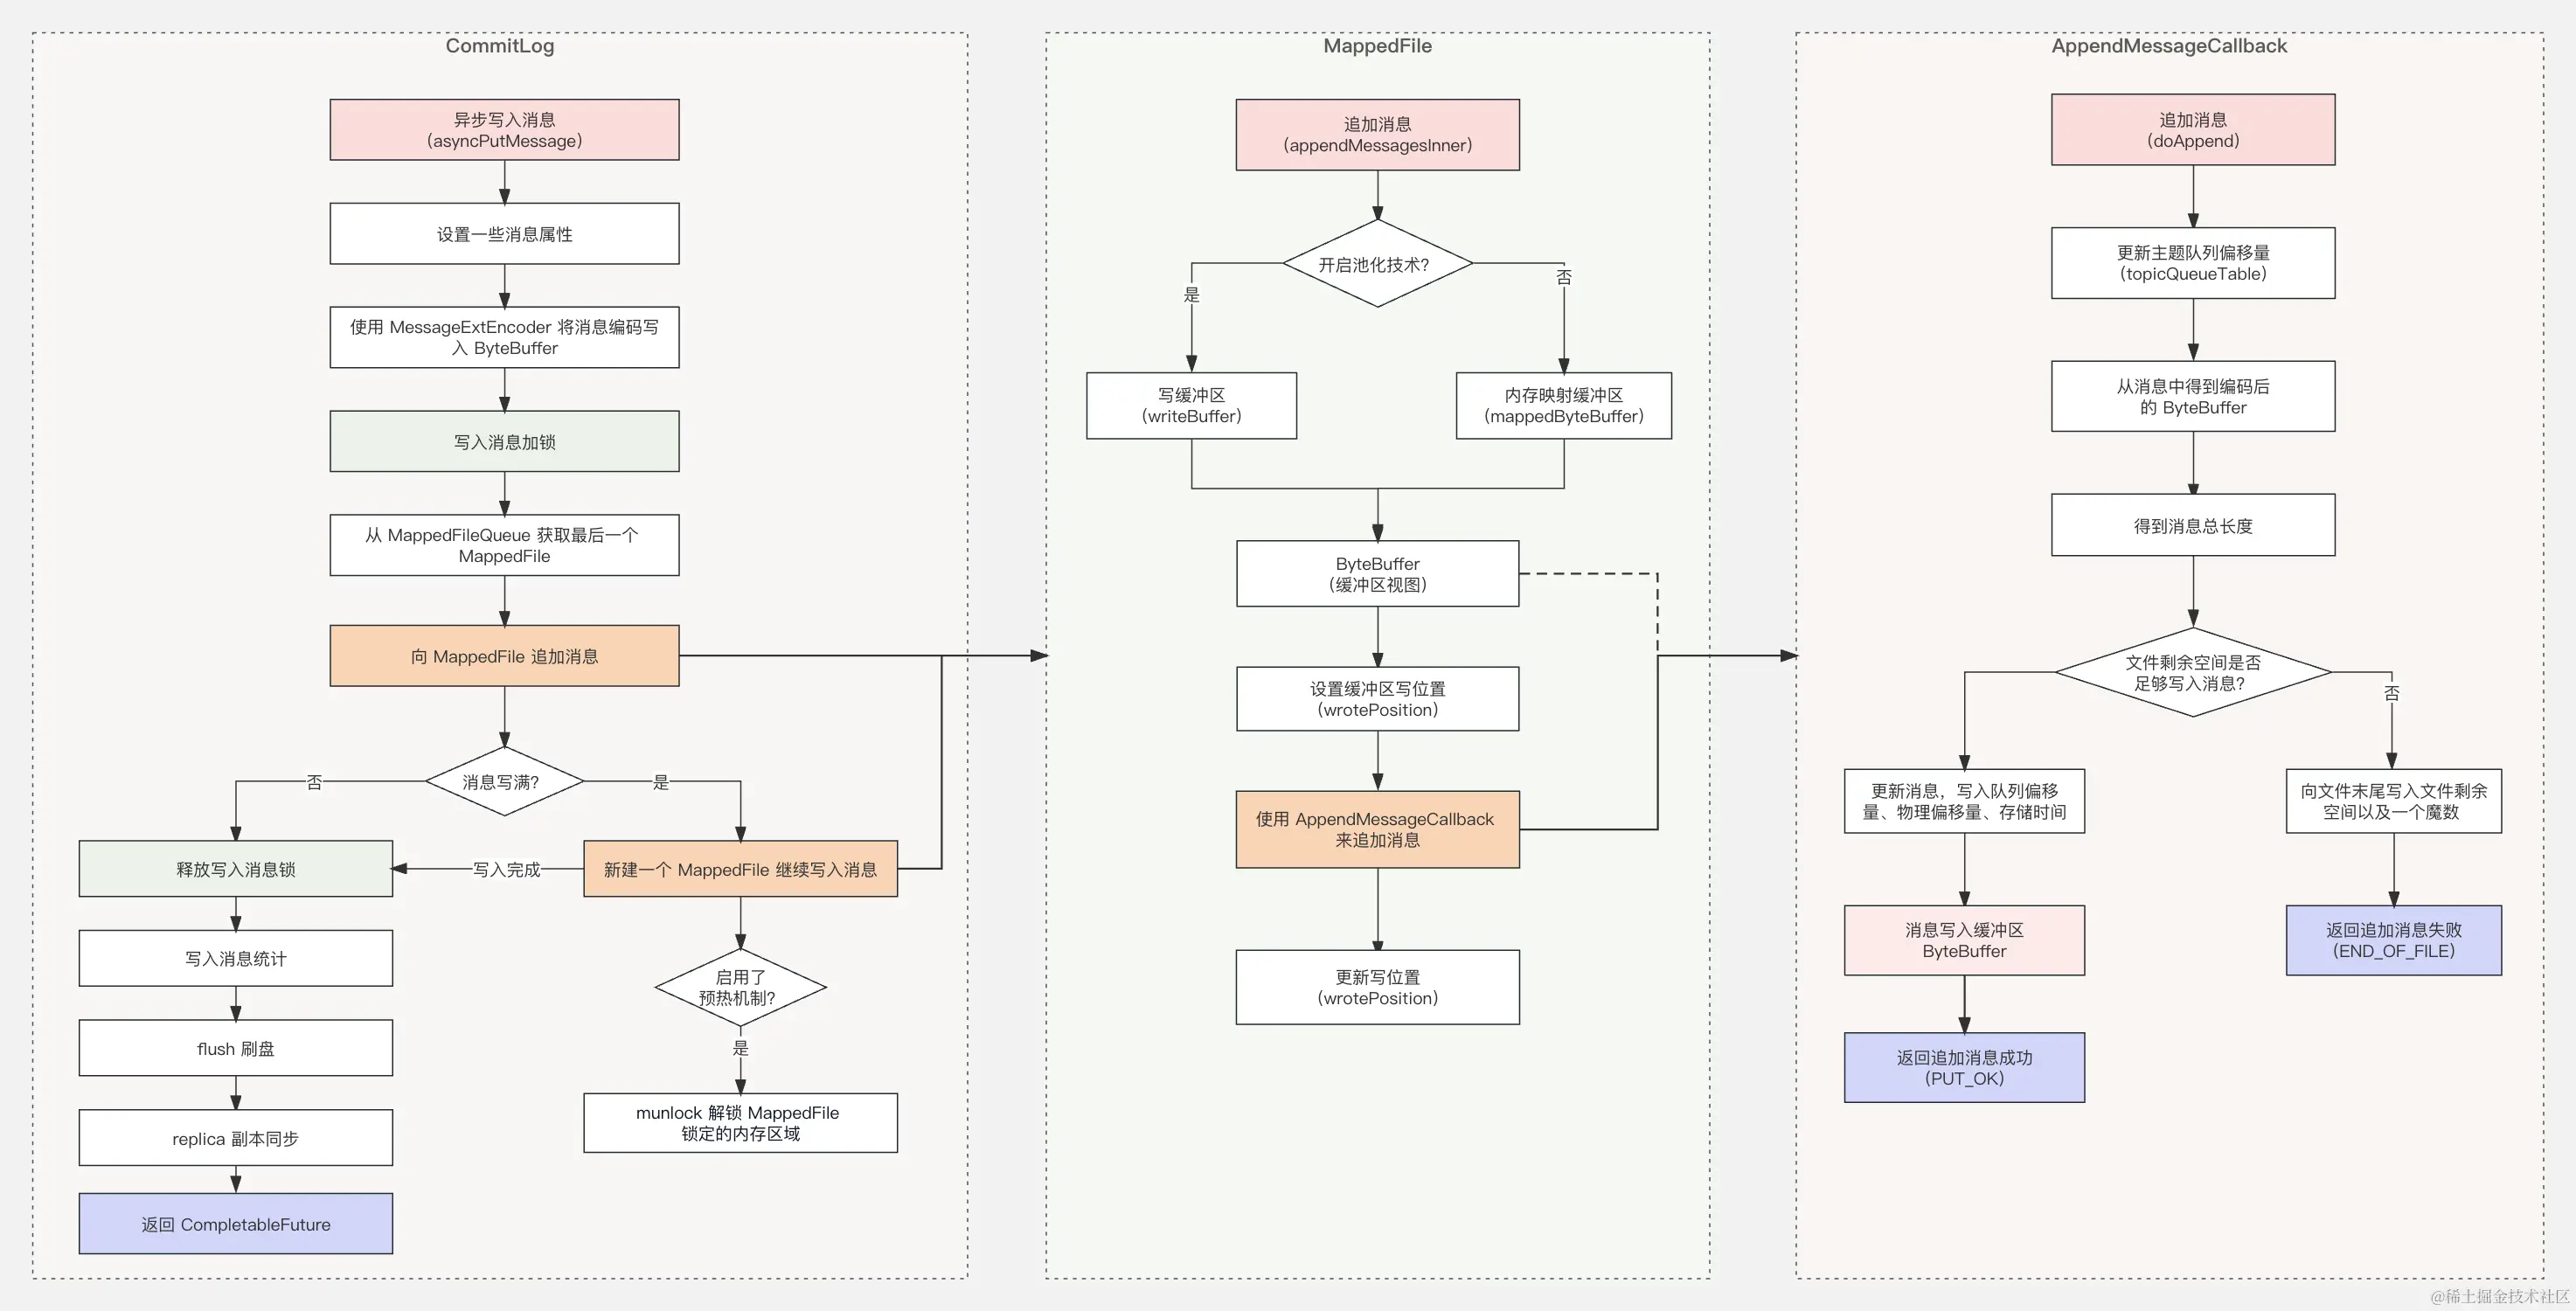 CommitLog
异步写入消息
（asyncPutMessage）
设置一些消息属性
使用 MessageExtEncoder 将消息编码写
入 ByteBuffer
写入消息加锁
从 MappedFileQueue 获取最后一个
MappedFile
向 MappedFile 追加消息
消息写满？
否
是
释放写入消息锁
写入完成
新建一个 MappedFile 继续写入消息
写入消息统计
启用了
预热机制？
flush 刷盘
是
replica 副本同步
munlock 解锁 MappedFile
锁定的内存区域
返回 CompletableFuture
MappedFile
追加消息
（appendMessagesInner）
开启池化技术？
是
否
写缓冲区
（writeBuffer）
内存映射缓冲区
（mappedByteBuffer）
ByteBuffer
（缓冲区视图）
设置缓冲区写位置
（wrotePosition）
使用 AppendMessageCallback
来追加消息
更新写位置
（wrotePosition）
AppendMessageCallback
追加消息
（doAppend）
更新主题队列偏移量
（topicQueueTable）
从消息中得到编码后
的 ByteBuffer
得到消息总长度
文件剩余空间是否
足够写入消息？
否
更新消息，写入队列偏移
量、物理偏移量、存储时间
向文件末尾写入文件剩余
空间以及一个魔数
消息写入缓冲区
ByteBuffer
返回追加消息失败
（END_OF_FILE）
返回追加消息成功
（PUT_OK）
@稀土掘金技术社区